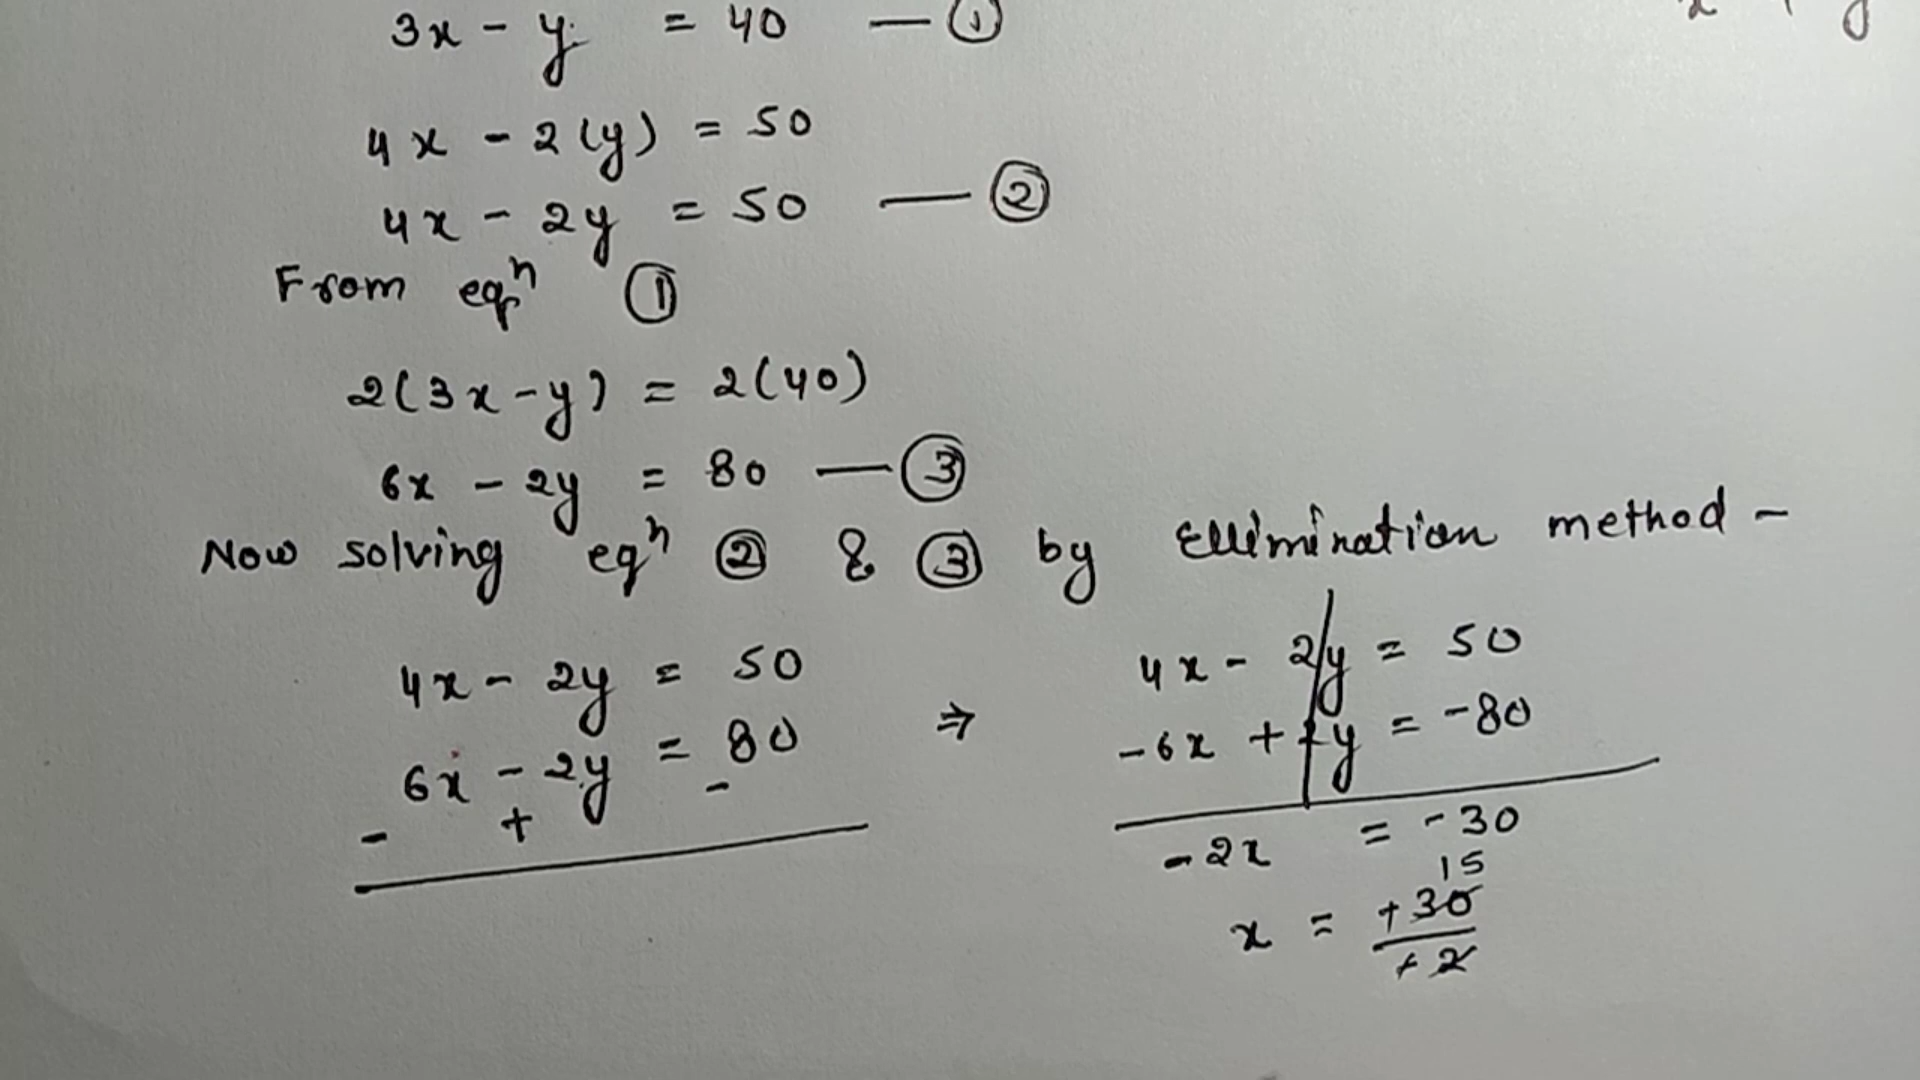 3x - y = 40 — ①
4x - 2(y) = 50
4x - 2y = 50 — ②
From eqⁿ ①
2(3x - y) = 2(40)
6x - 2y = 80 — ③
Now solving eqⁿ ② & ③ by Ellimination method -
4x - 2y = 50 ⇒ 4x - 2y = 50
6x - 2y = 80 -6x + 2y = -80
- + -
-2x = -30
15
x = +30
+2